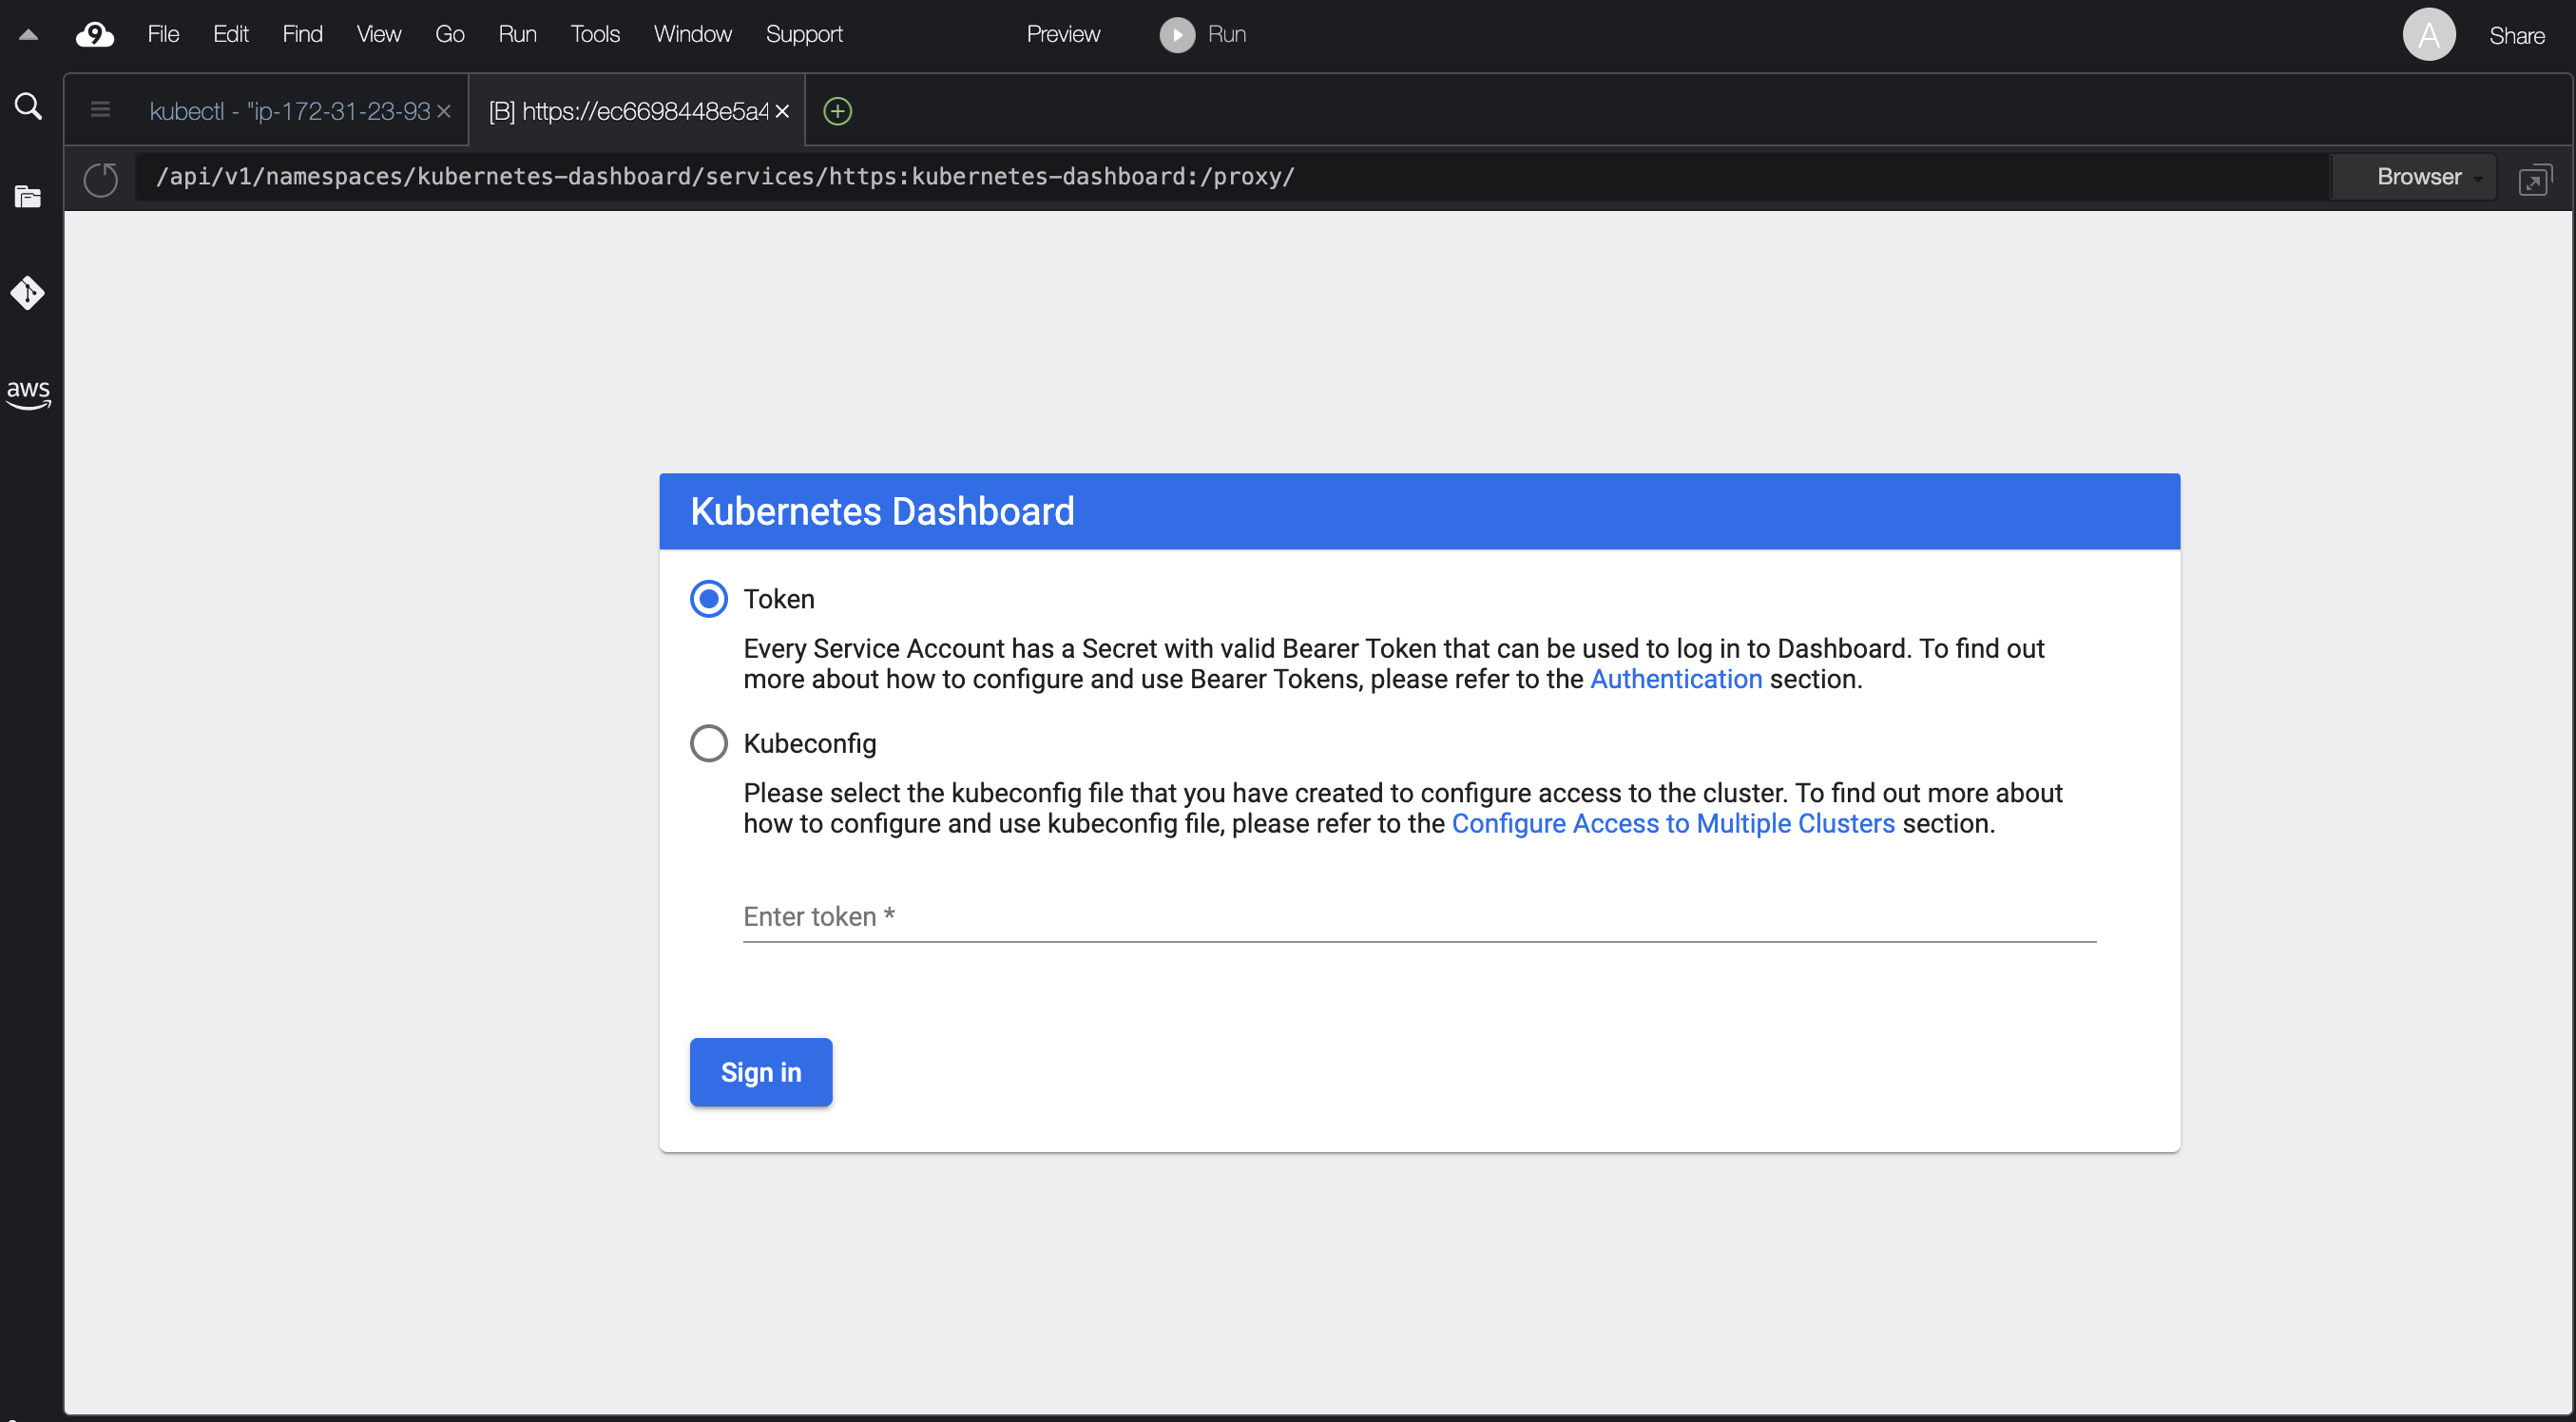 9 File Edit Find View Go Run Tools Window Support Preview Run A Share
kubectl - "ip-172-31-23-93 [B] https://ec6698448e5a4
/api/v1/namespaces/kubernetes-dashboard/services/https:kubernetes-dashboard:/proxy/ Browser
aws
Kubernetes Dashboard
Token
Every Service Account has a Secret with valid Bearer Token that can be used to log in to Dashboard. To find out
more about how to configure and use Bearer Tokens, please refer to the Authentication section.
Kubeconfig
Please select the kubeconfig file that you have created to configure access to the cluster. To find out more about
how to configure and use kubeconfig file, please refer to the Configure Access to Multiple Clusters section.
Enter token *
Sign in